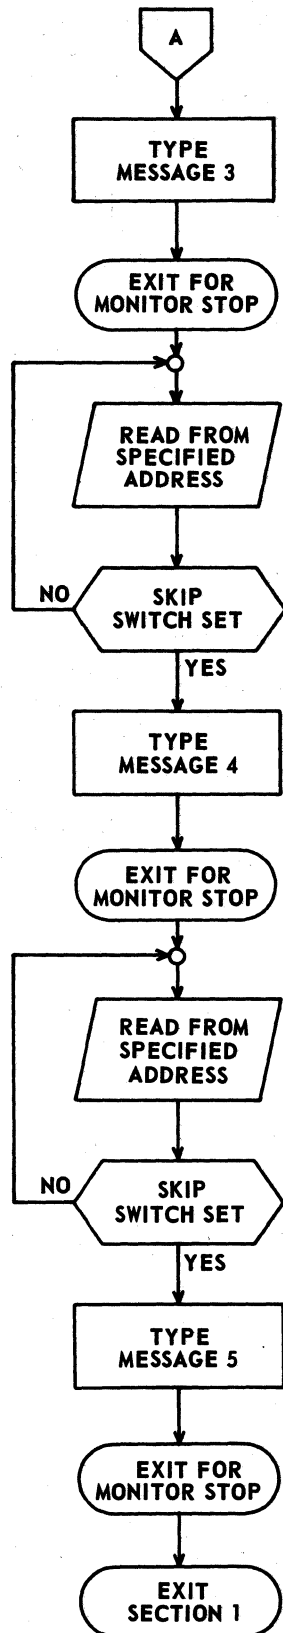 A
TYPE
MESSAGE 3
EXIT FOR
MONITOR STOP
READ FROM
SPECIFIED
ADDRESS
NO
SKIP
SWITCH SET
YES
TYPE
MESSAGE 4
EXIT FOR
MONITOR STOP
READ FROM
SPECIFIED
ADDRESS
NO
SKIP
SWITCH SET
YES
TYPE
MESSAGE 5
EXIT FOR
MONITOR STOP
EXIT
SECTION 1